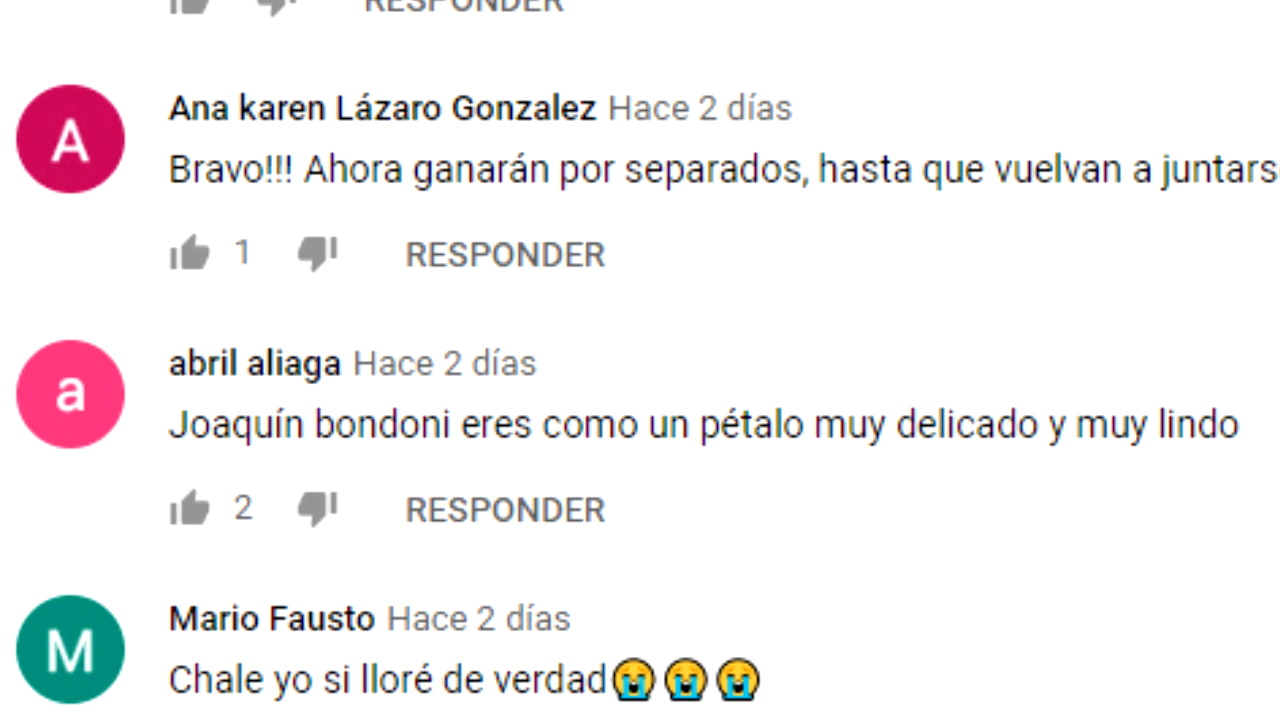 RESPONDER
A
Ana karen Lázaro Gonzalez Hace 2 días
Bravo!!! Ahora ganarán por separados, hasta que vuelvan a juntars
1 RESPONDER
a
abril aliaga Hace 2 días
Joaquín bondoni eres como un pétalo muy delicado y muy lindo
2 RESPONDER
M
Mario Fausto Hace 2 días
Chale yo si lloré de verdad😭😭😭